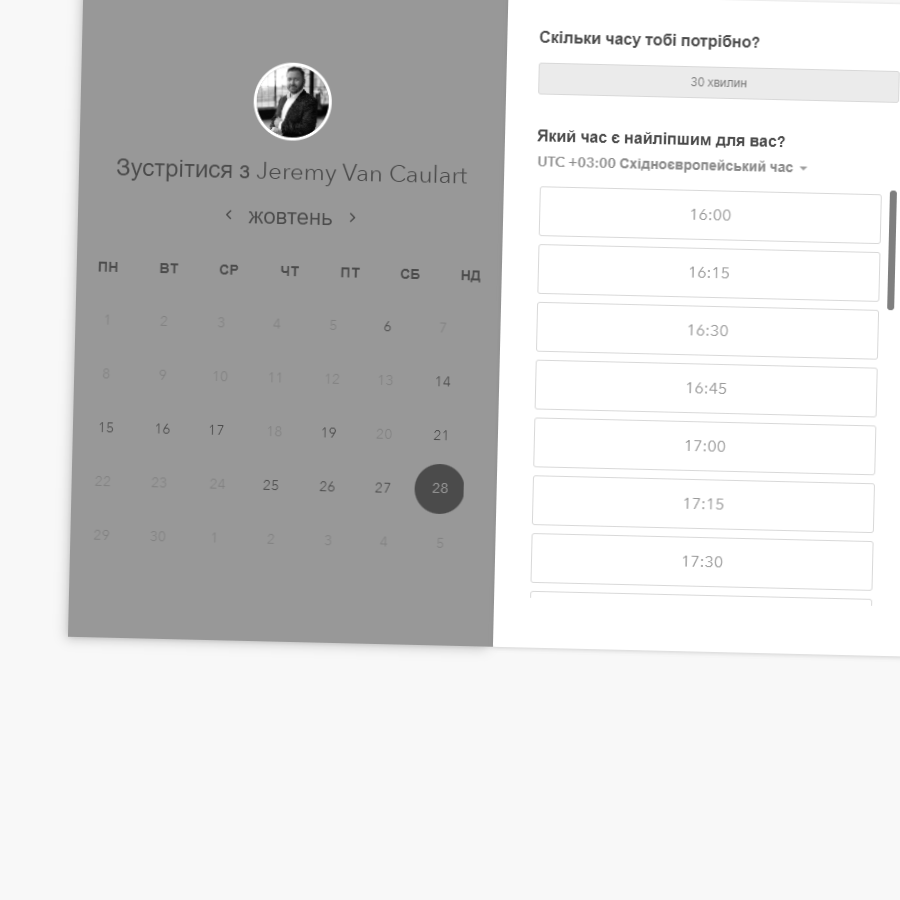 Зустрітися з Jeremy Van Caulart
‹ жовтень ›
ПН ВТ СР ЧТ ПТ СБ НД
1 2 3 4 5 6 7
8 9 10 11 12 13 14
15 16 17 18 19 20 21
22 23 24 25 26 27 28
29 30 1 2 3 4 5
Скільки часу тобі потрібно?
30 хвилин
Який час є найліпшим для вас?
UTC +03:00 Східноєвропейський час
16:00
16:15
16:30
16:45
17:00
17:15
17:30